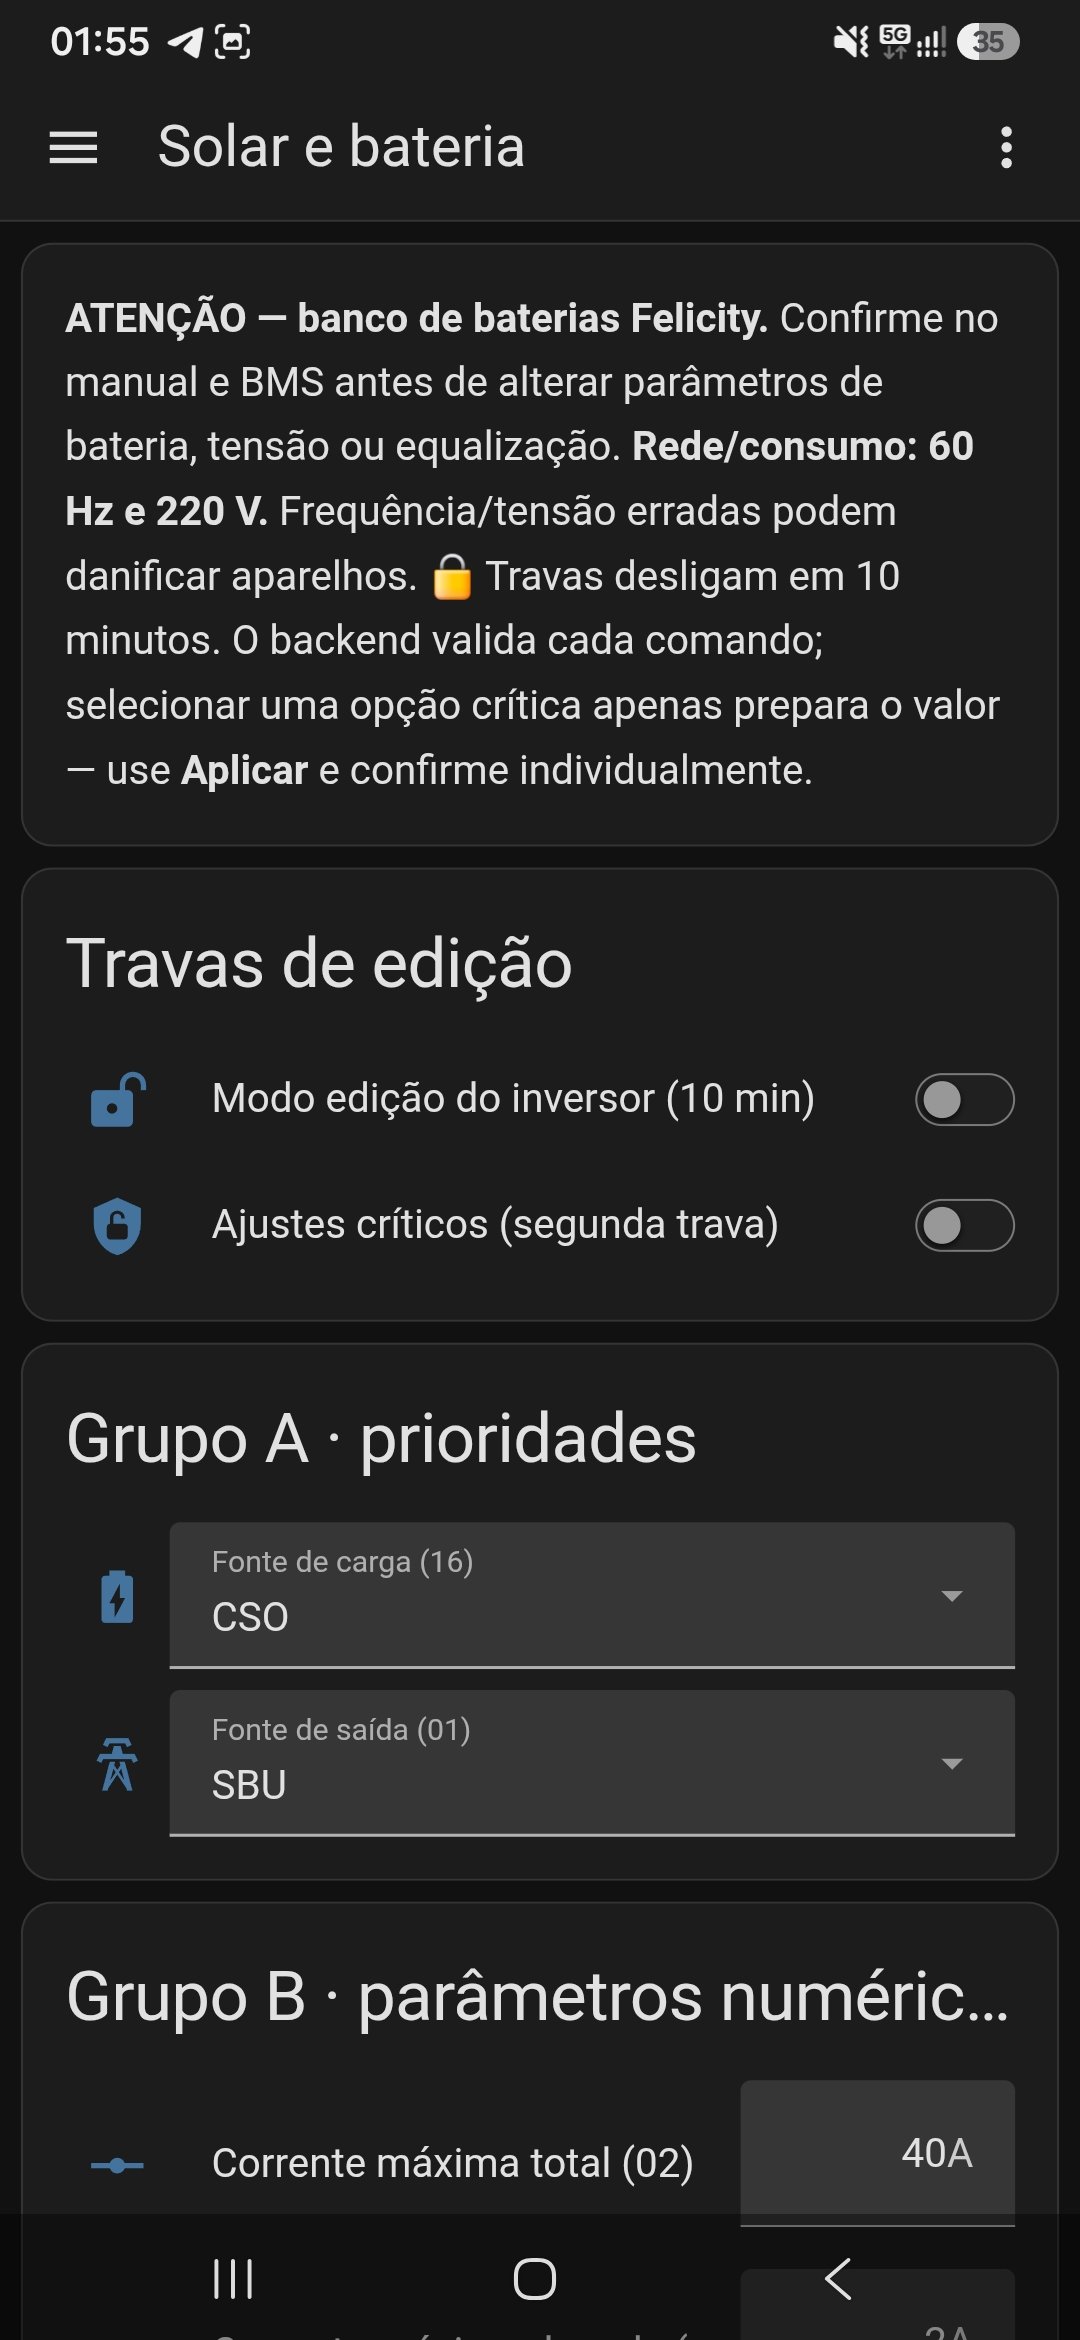 01:55
5G
35
Solar e bateria
ATENÇÃO — banco de baterias Felicity. Confirme no
manual e BMS antes de alterar parâmetros de
bateria, tensão ou equalização. Rede/consumo: 60
Hz e 220 V. Frequência/tensão erradas podem
danificar aparelhos. 🔒 Travas desligam em 10
minutos. O backend valida cada comando;
selecionar uma opção crítica apenas prepara o valor
— use Aplicar e confirme individualmente.
Travas de edição
Modo edição do inversor (10 min)
Ajustes críticos (segunda trava)
Grupo A · prioridades
Fonte de carga (16)
CSO
Fonte de saída (01)
SBU
Grupo B · parâmetros numéric...
Corrente máxima total (02)
40A